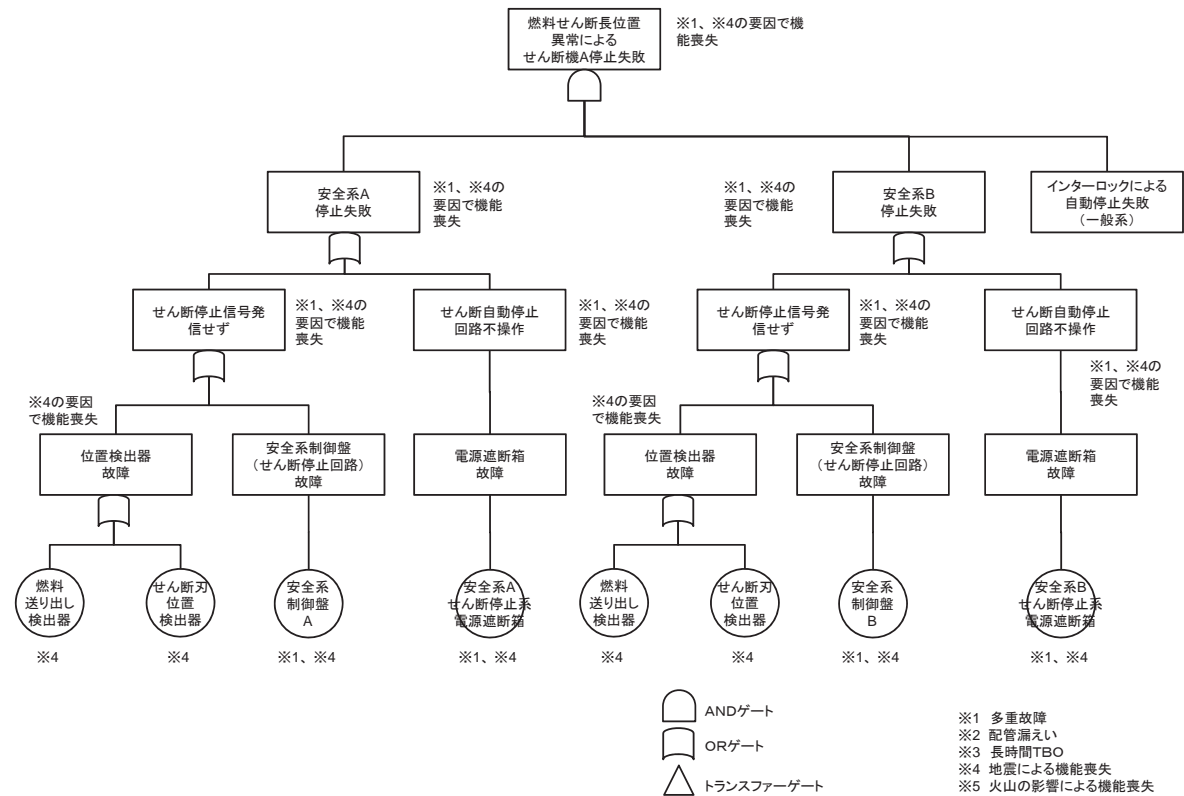 燃料せん断長位置
異常による
せん断機A停止失敗
※1、※4の要因で機
能喪失
安全系A
停止失敗
※1、※4の
要因で機能
喪失
※1、※4の
要因で機能
喪失
安全系B
停止失敗
インターロックによる
自動停止失敗
（一般系）
せん断停止信号発
信せず
※1、※4の
要因で機能
喪失
せん断自動停止
回路不操作
※1、※4の
要因で機能
喪失
せん断停止信号発
信せず
※1、※4の
要因で機能
喪失
せん断自動停止
回路不操作
※1、※4の
要因で機能
喪失
※4の要因
で機能喪失
位置検出器
故障
安全系制御盤
（せん断停止回路）
故障
電源遮断箱
故障
※4の要因
で機能喪失
位置検出器
故障
安全系制御盤
（せん断停止回路）
故障
電源遮断箱
故障
燃料
送り出し
検出器
せん断刃
位置
検出器
安全系
制御盤
A
安全系A
せん断停止系
電源遮断箱
燃料
送り出し
検出器
せん断刃
位置
検出器
安全系
制御盤
B
安全系B
せん断停止系
電源遮断箱
※4
※4
※1、※4
※1、※4
※4
※4
※1、※4
※1、※4
ANDゲート
ORゲート
トランスファーゲート
※1 多重故障
※2 配管漏えい
※3 長時間TBO
※4 地震による機能喪失
※5 火山の影響による機能喪失